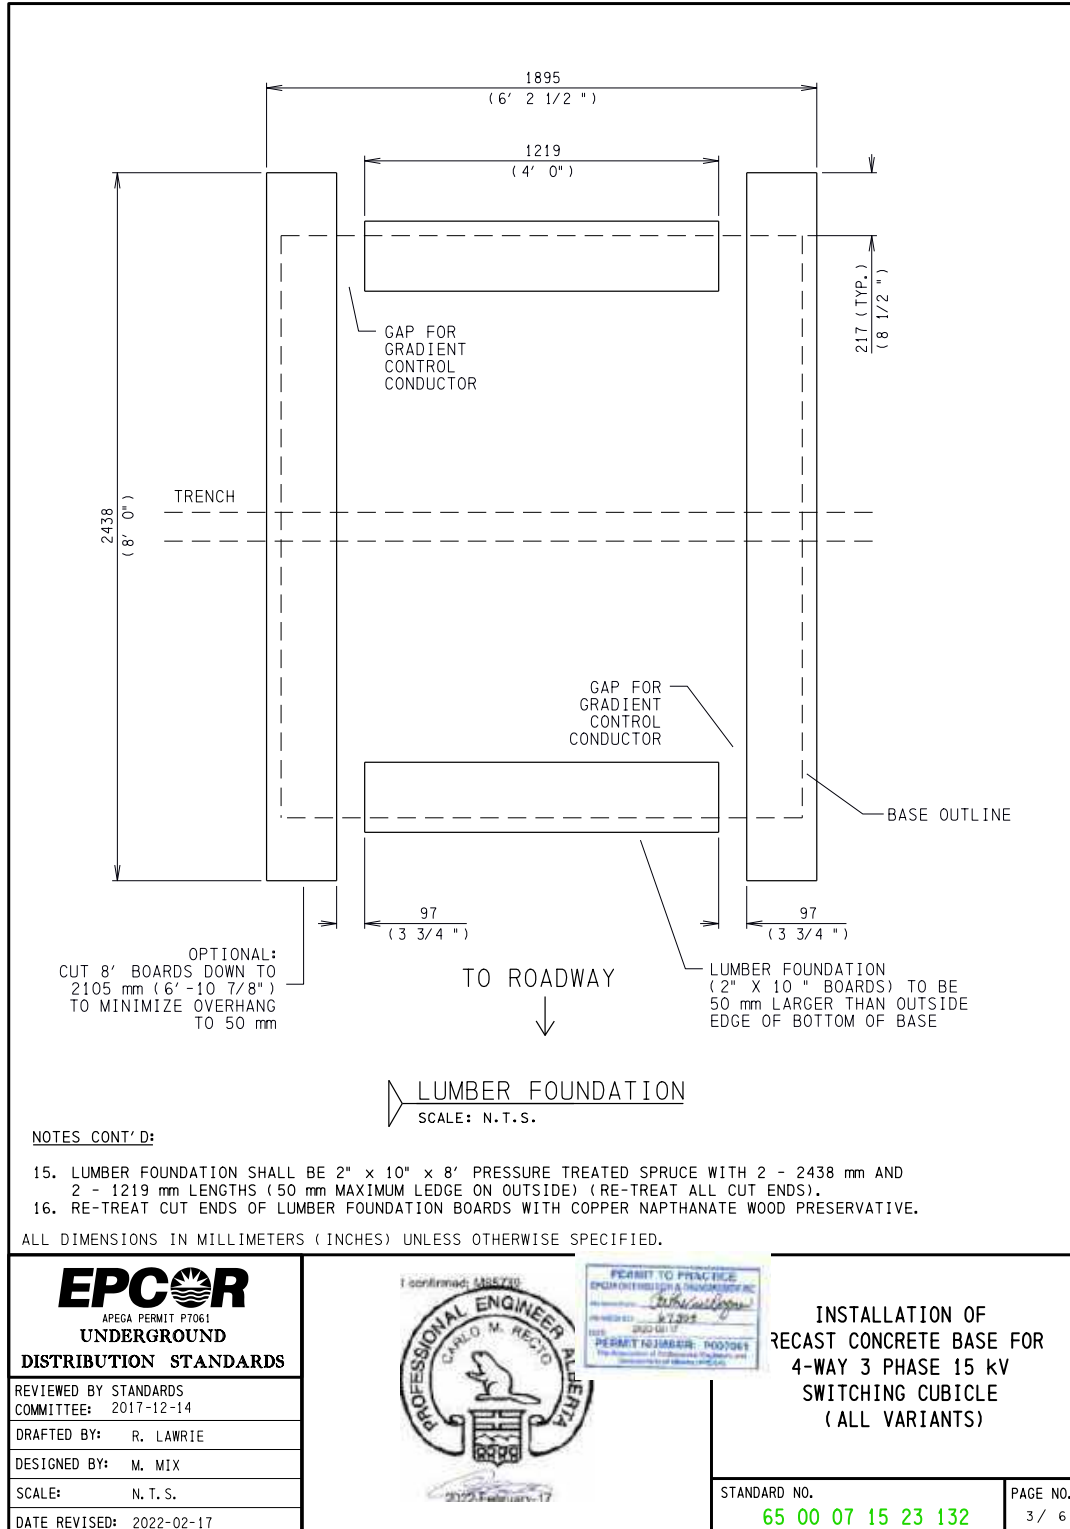 1895
(6' 2 1/2 ")
1219
(4' 0")
217 (TYP.)
(8 1/2 ")
GAP FOR
GRADIENT
CONTROL
CONDUCTOR
TRENCH
2438
(8' 0")
GAP FOR
GRADIENT
CONTROL
CONDUCTOR
BASE OUTLINE
97
(3 3/4 ")
97
(3 3/4 ")
OPTIONAL:
CUT 8' BOARDS DOWN TO
2105 mm (6'-10 7/8")
TO MINIMIZE OVERHANG
TO 50 mm
TO ROADWAY
LUMBER FOUNDATION
(2" X 10 " BOARDS) TO BE
50 mm LARGER THAN OUTSIDE
EDGE OF BOTTOM OF BASE
LUMBER FOUNDATION
SCALE: N.T.S.
NOTES CONT'D:
15. LUMBER FOUNDATION SHALL BE 2" x 10" x 8' PRESSURE TREATED SPRUCE WITH 2 - 2438 mm AND
2 - 1219 mm LENGTHS (50 mm MAXIMUM LEDGE ON OUTSIDE) (RE-TREAT ALL CUT ENDS).
16. RE-TREAT CUT ENDS OF LUMBER FOUNDATION BOARDS WITH COPPER NAPTHANATE WOOD PRESERVATIVE.
ALL DIMENSIONS IN MILLIMETERS (INCHES) UNLESS OTHERWISE SPECIFIED.
EPCOR
APEGA PERMIT P7061
UNDERGROUND
DISTRIBUTION STANDARDS
REVIEWED BY STANDARDS
COMMITTEE: 2017-12-14
DRAFTED BY: R. LAWRIE
DESIGNED BY: M. MIX
SCALE: N.T.S.
DATE REVISED: 2022-02-17
I confirmed: M85739
PROFESSIONAL ENGINEER ALBERTA
CARLO M. RECTO
2022-February-17
PERMIT TO PRACTICE
PERMIT NUMBER: P007061
INSTALLATION OF
RECAST CONCRETE BASE FOR
4-WAY 3 PHASE 15 kV
SWITCHING CUBICLE
(ALL VARIANTS)
STANDARD NO.
65 00 07 15 23 132
PAGE NO.
3/ 6